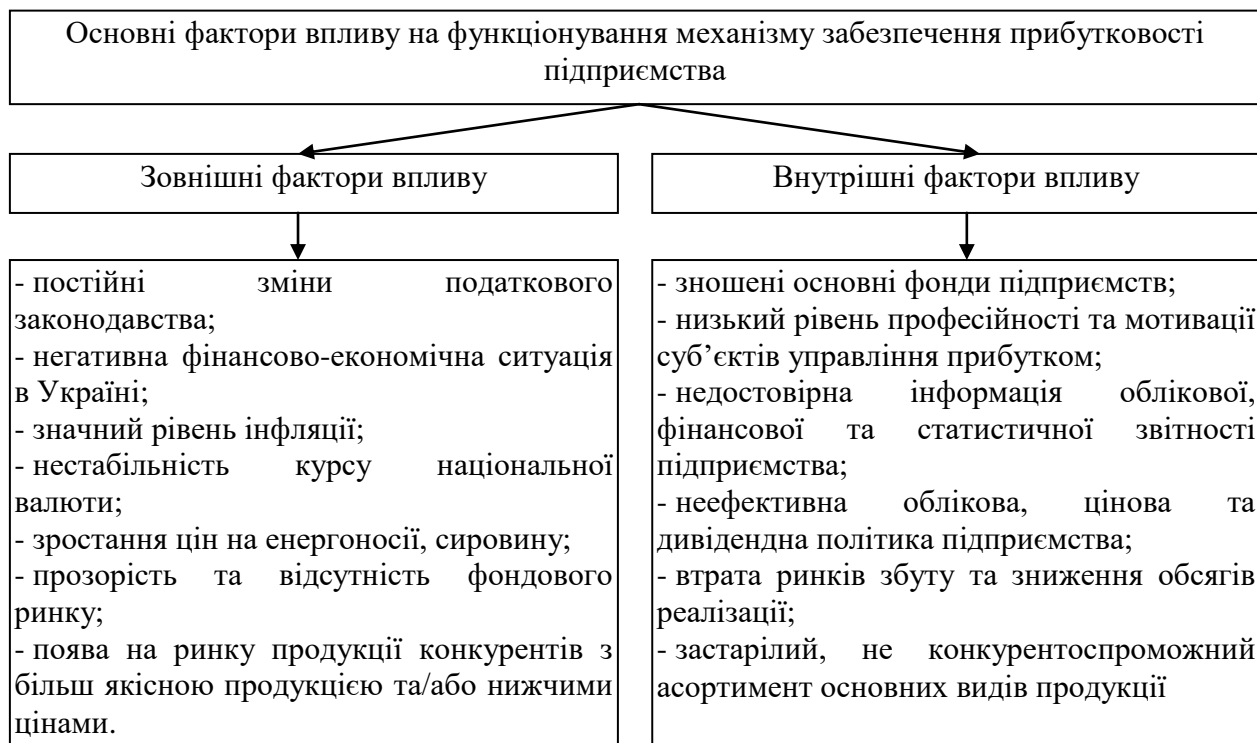 Основні фактори впливу на функціонування механізму забезпечення прибутковості
підприємства
Зовнішні фактори впливу
Внутрішні фактори впливу
- постійні зміни податкового
законодавства;
- негативна фінансово-економічна ситуація
в Україні;
- значний рівень інфляції;
- нестабільність курсу національної
валюти;
- зростання цін на енергоносії, сировину;
- прозорість та відсутність фондового
ринку;
- поява на ринку продукції конкурентів з
більш якісною продукцією та/або нижчими
цінами.
- зношені основні фонди підприємств;
- низький рівень професійності та мотивації
суб’єктів управління прибутком;
- недостовірна інформація облікової,
фінансової та статистичної звітності
підприємства;
- неефективна облікова, цінова та
дивідендна політика підприємства;
- втрата ринків збуту та зниження обсягів
реалізації;
- застарілий, не конкурентоспроможний
асортимент основних видів продукції